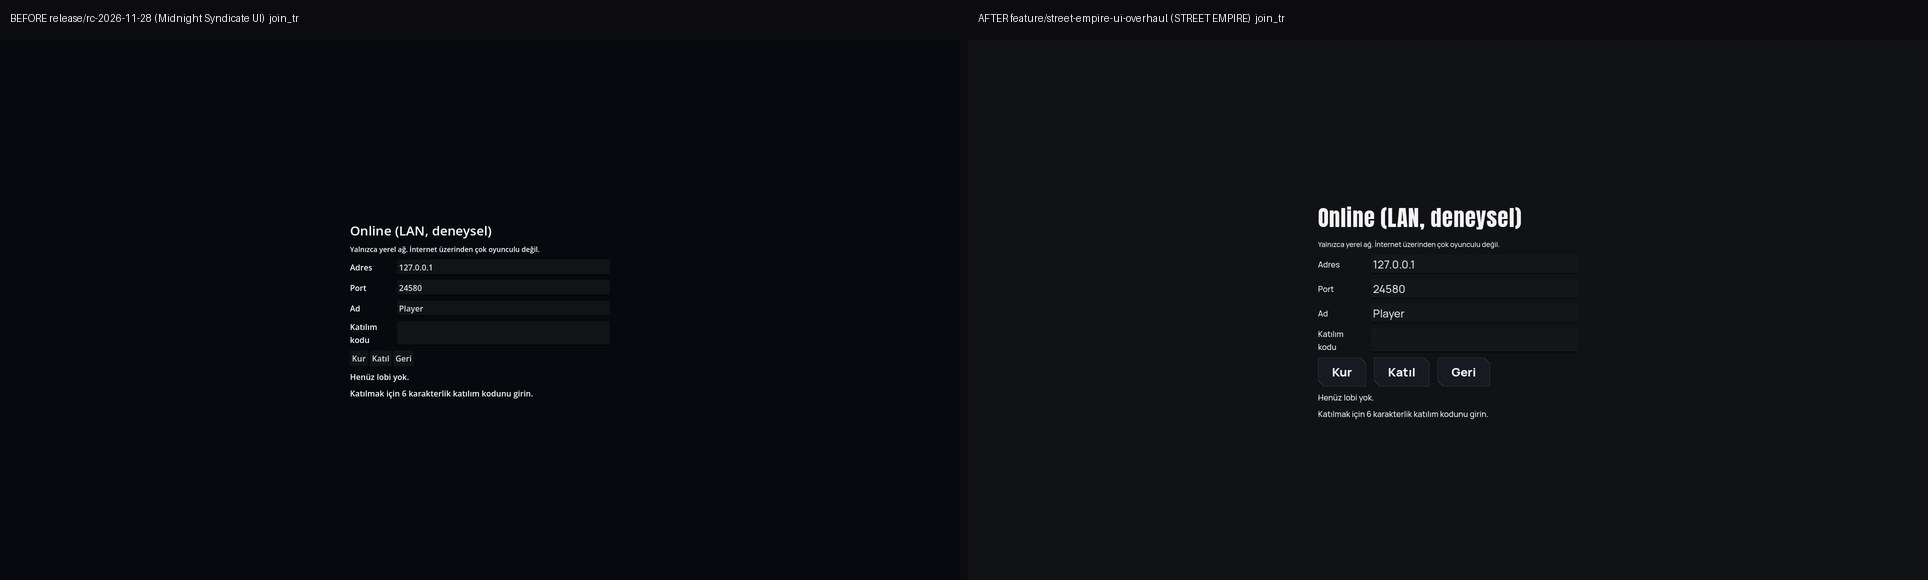 BEFORE release/rc-2026-11-28 (Midnight Syndicate UI) join_tr
Online (LAN, deneysel)
Yalnızca yerel ağ. İnternet üzerinden çok oyunculu değil.
Adres 127.0.0.1
Port 24580
Ad Player
Katılım
kodu
Kur Katıl Geri
Henüz lobi yok.
Katılmak için 6 karakterlik katılım kodunu girin.
AFTER feature/street-empire-ui-overhaul (STREET EMPIRE) join_tr
Online (LAN, deneysel)
Yalnızca yerel ağ. İnternet üzerinden çok oyunculu değil.
Adres 127.0.0.1
Port 24580
Ad Player
Katılım
kodu
Kur Katıl Geri
Henüz lobi yok.
Katılmak için 6 karakterlik katılım kodunu girin.